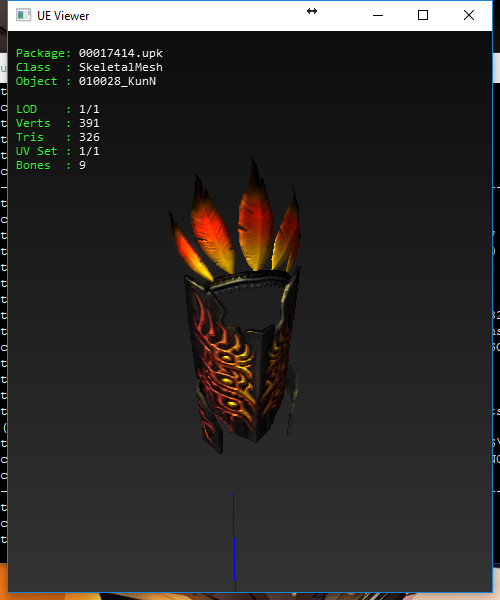 UE Viewer
Package: 00017414.upk
Class : SkeletalMesh
Object : 010028_KunN
LOD : 1/1
Verts : 391
Tris : 326
UV Set : 1/1
Bones : 9